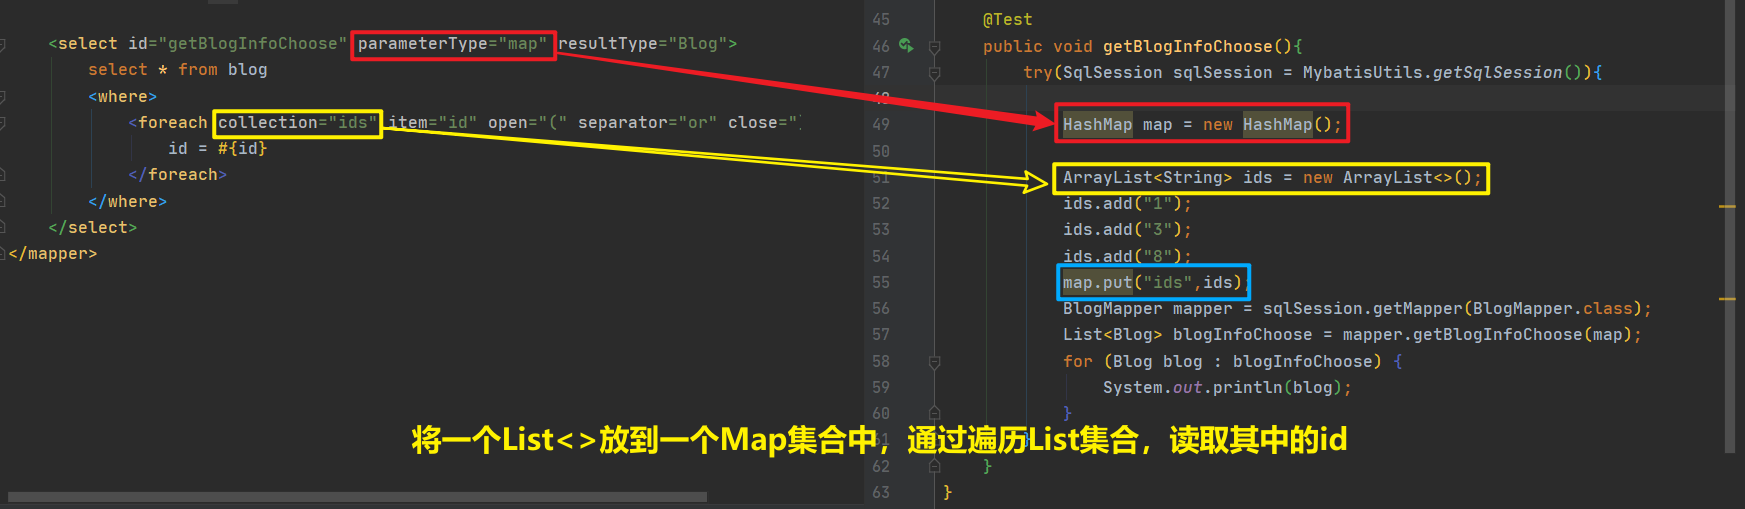 <select id="getBlogInfoChoose" parameterType="map" resultType="Blog">
select * from blog
<where>
<foreach collection="ids" item="id" open="(" separator="or" close=")
id = #{id}
</foreach>
</where>
</select>
</mapper>
45 @Test
46 public void getBlogInfoChoose(){
47 try(SqlSession sqlSession = MybatisUtils.getSqlSession()){
48
49 HashMap map = new HashMap();
50
51 ArrayList<String> ids = new ArrayList<>();
52 ids.add("1");
53 ids.add("3");
54 ids.add("8");
55 map.put("ids",ids);
56 BlogMapper mapper = sqlSession.getMapper(BlogMapper.class);
57 List<Blog> blogInfoChoose = mapper.getBlogInfoChoose(map);
58 for (Blog blog : blogInfoChoose) {
59 System.out.println(blog);
60 }
61 }
62 }
63 }
将一个List<>放到一个Map集合中，通过遍历List集合，读取其中的id